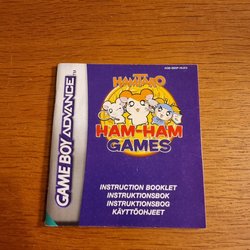 GAME BOY ADVANCE
HAMTARO
HAM-HAM
GAMES
INSTRUCTION BOOKLET
INSTRUKTIONSBOK
INSTRUKTIONSBOG
KÄYTTÖOHJEET